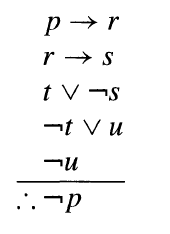 p → r
r → s
t ∨ ¬s
¬t ∨ u
¬u
∴ ¬p